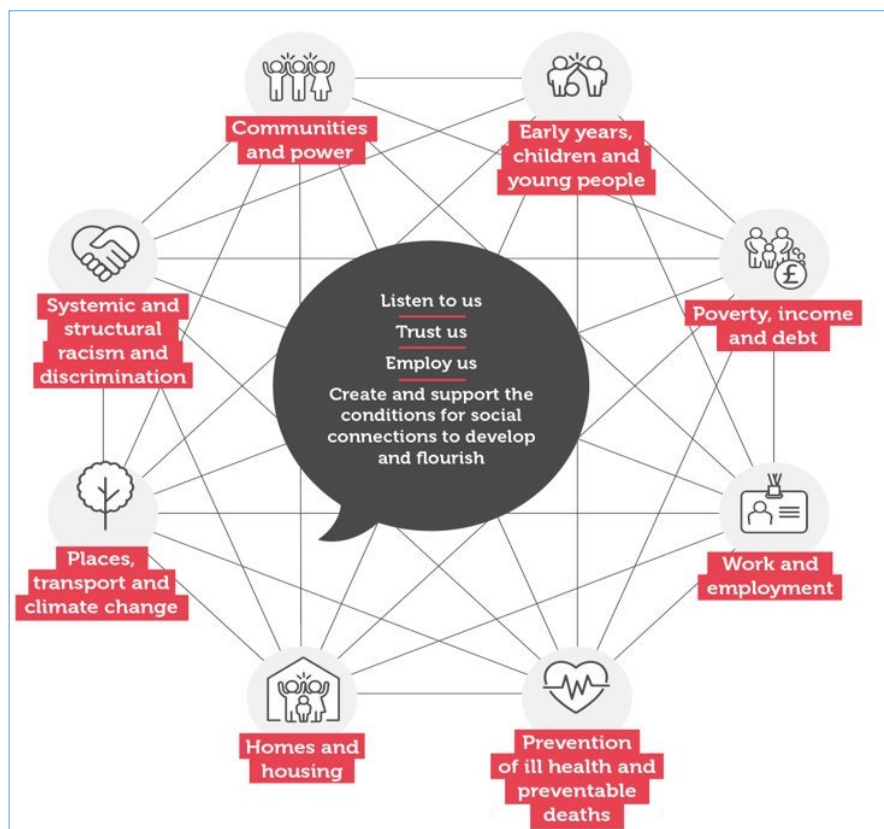 Communities
and power
Early years,
children and
young people
Systemic and
structural
racism and
discrimination
Listen to us
Trust us
Employ us
Create and support the
conditions for social
connections to develop
and flourish
£
Poverty, income
and debt
Places,
transport and
climate change
Work and
employment
Homes and
housing
Prevention
of ill health and
preventable
deaths